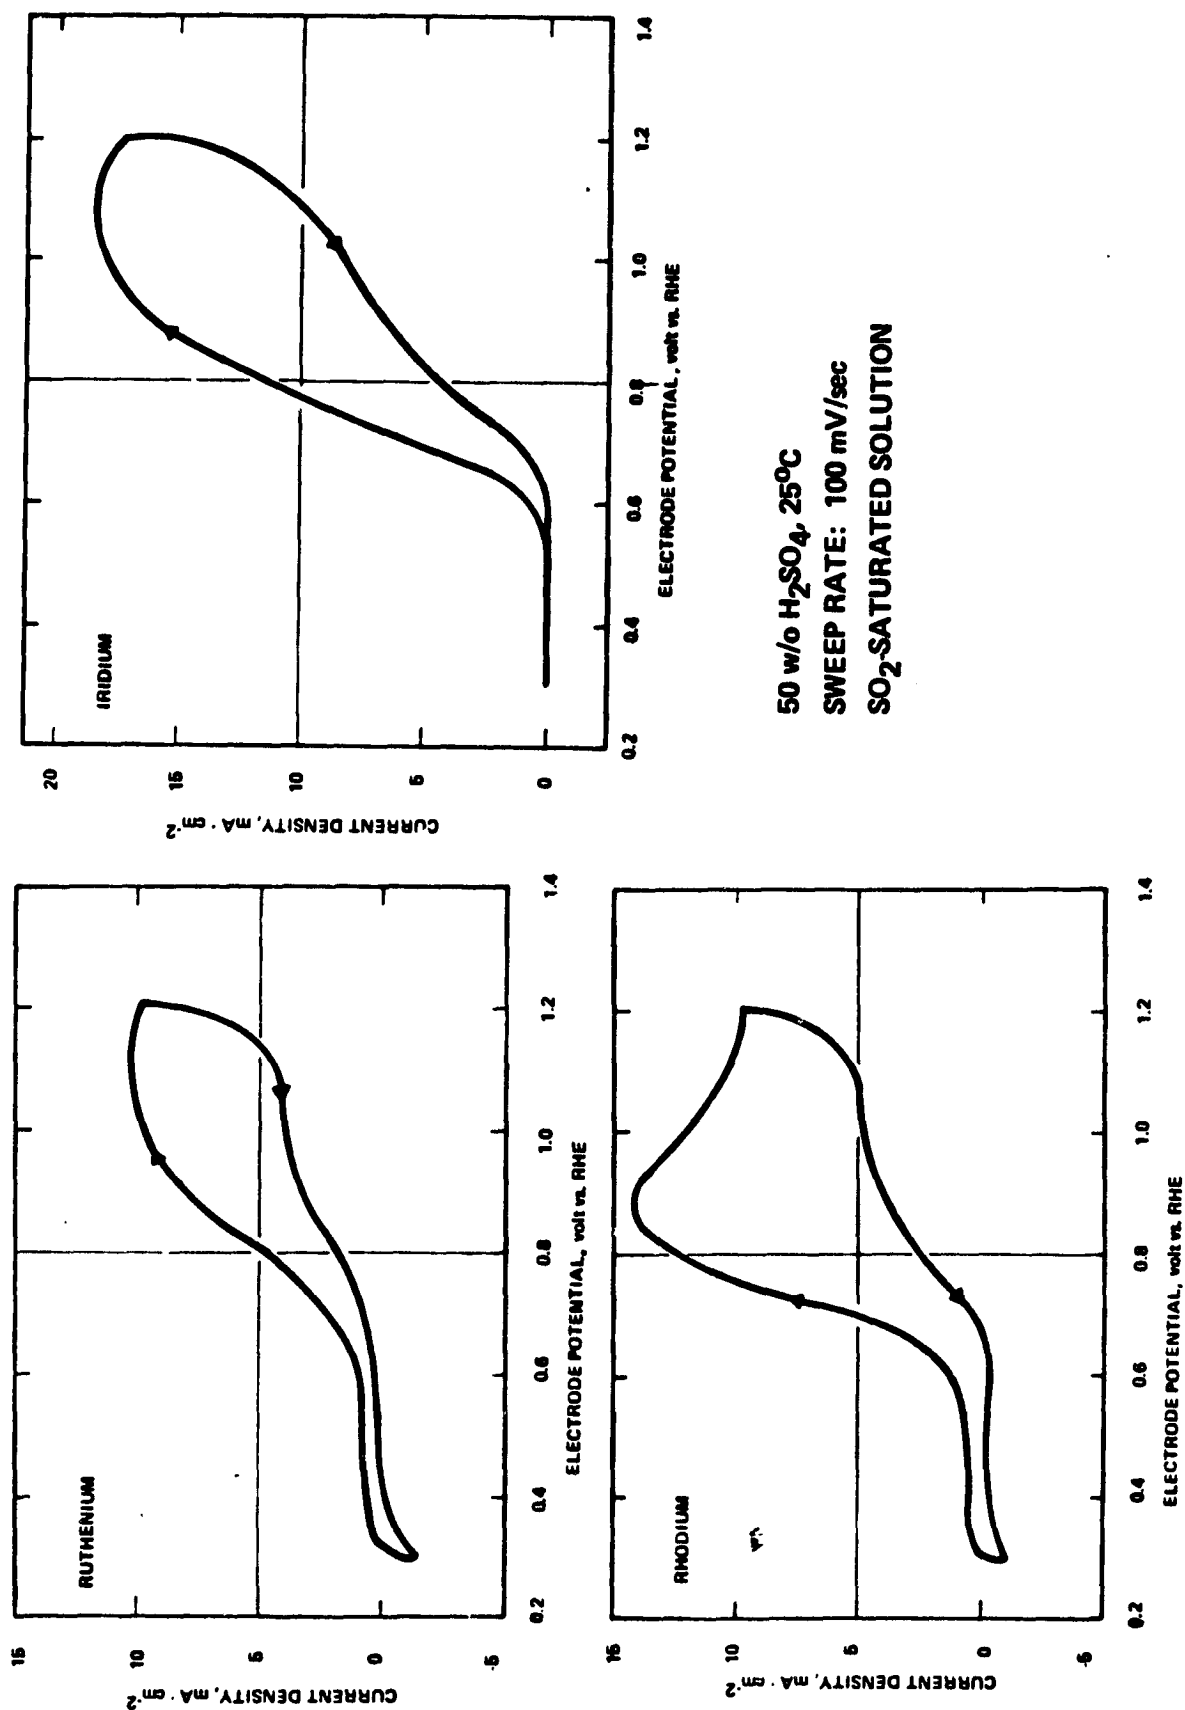 RUTHENIUM
CURRENT DENSITY, mA · cm-2
15
10
5
0
-5
0.2 0.4 0.6 0.8 1.0 1.2 1.4
ELECTRODE POTENTIAL, volt vs. RHE
IRIDIUM
CURRENT DENSITY, mA · cm-2
20
15
10
5
0
0.2 0.4 0.6 0.8 1.0 1.2 1.4
ELECTRODE POTENTIAL, volt vs. RHE
RHODIUM
CURRENT DENSITY, mA · cm-2
15
10
5
0
-5
0.2 0.4 0.6 0.8 1.0 1.2 1.4
ELECTRODE POTENTIAL, volt vs. RHE
50 w/o H2SO4, 25°C
SWEEP RATE: 100 mV/sec
SO2-SATURATED SOLUTION